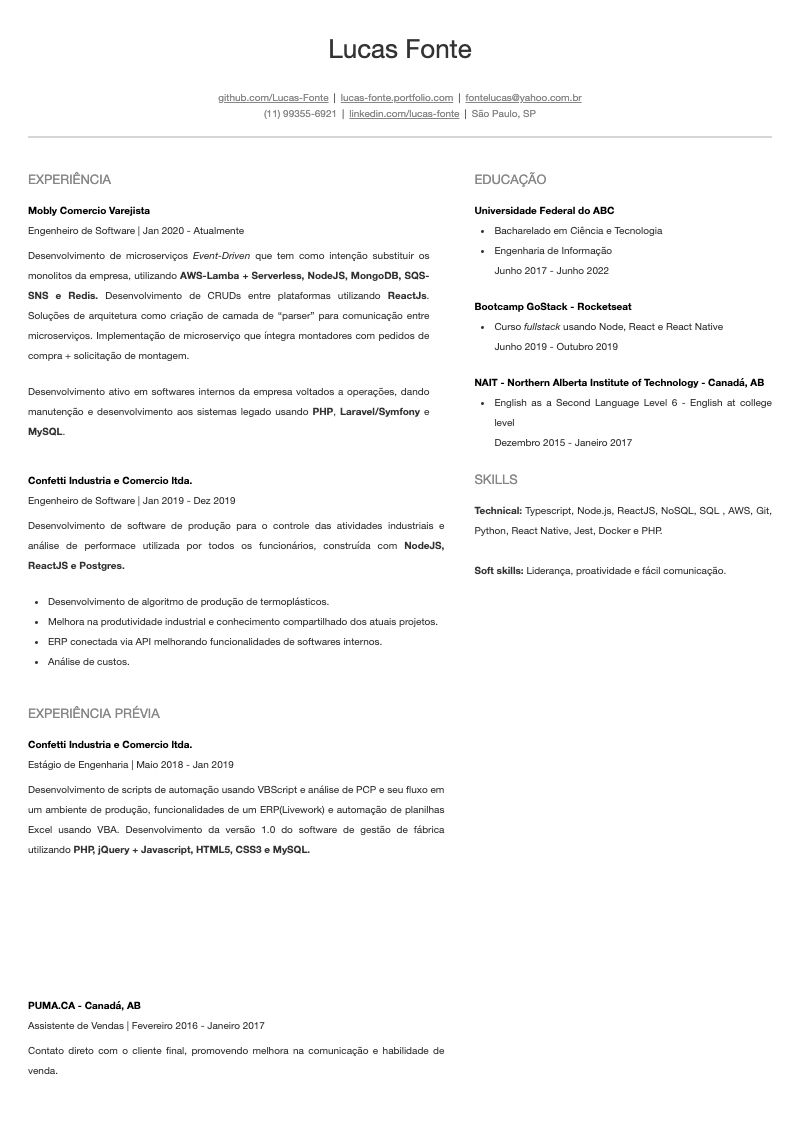 Lucas Fonte
github.com/Lucas-Fonte | lucas-fonte.portfolio.com | fontelucas@yahoo.com.br
(11) 99355-6921 | linkedin.com/lucas-fonte | São Paulo, SP
EXPERIÊNCIA
Mobly Comercio Varejista
Engenheiro de Software | Jan 2020 - Atualmente
Desenvolvimento de microserviços Event-Driven que tem como intenção substituir os
monolitos da empresa, utilizando AWS-Lamba + Serverless, NodeJS, MongoDB, SQS-
SNS e Redis. Desenvolvimento de CRUDs entre plataformas utilizando ReactJs.
Soluções de arquitetura como criação de camada de “parser” para comunicação entre
microserviços. Implementação de microserviço que íntegra montadores com pedidos de
compra + solicitação de montagem.
Desenvolvimento ativo em softwares internos da empresa voltados a operações, dando
manutenção e desenvolvimento aos sistemas legado usando PHP, Laravel/Symfony e
MySQL.
Confetti Industria e Comercio ltda.
Engenheiro de Software | Jan 2019 - Dez 2019
Desenvolvimento de software de produção para o controle das atividades industriais e
análise de performace utilizada por todos os funcionários, construída com NodeJS,
ReactJS e Postgres.
• Desenvolvimento de algoritmo de produção de termoplásticos.
• Melhora na produtividade industrial e conhecimento compartilhado dos atuais projetos.
• ERP conectada via API melhorando funcionalidades de softwares internos.
• Análise de custos.
EXPERIÊNCIA PRÉVIA
Confetti Industria e Comercio ltda.
Estágio de Engenharia | Maio 2018 - Jan 2019
Desenvolvimento de scripts de automação usando VBScript e análise de PCP e seu fluxo em
um ambiente de produção, funcionalidades de um ERP(Livework) e automação de planilhas
Excel usando VBA. Desenvolvimento da versão 1.0 do software de gestão de fábrica
utilizando PHP, jQuery + Javascript, HTML5, CSS3 e MySQL.
PUMA.CA - Canadá, AB
Assistente de Vendas | Fevereiro 2016 - Janeiro 2017
Contato direto com o cliente final, promovendo melhora na comunicação e habilidade de
venda.
EDUCAÇÃO
Universidade Federal do ABC
• Bacharelado em Ciência e Tecnologia
• Engenharia de Informação
Junho 2017 - Junho 2022
Bootcamp GoStack - Rocketseat
• Curso fullstack usando Node, React e React Native
Junho 2019 - Outubro 2019
NAIT - Northern Alberta Institute of Technology - Canadá, AB
• English as a Second Language Level 6 - English at college
level
Dezembro 2015 - Janeiro 2017
SKILLS
Technical: Typescript, Node.js, ReactJS, NoSQL, SQL , AWS, Git,
Python, React Native, Jest, Docker e PHP.
Soft skills: Liderança, proatividade e fácil comunicação.